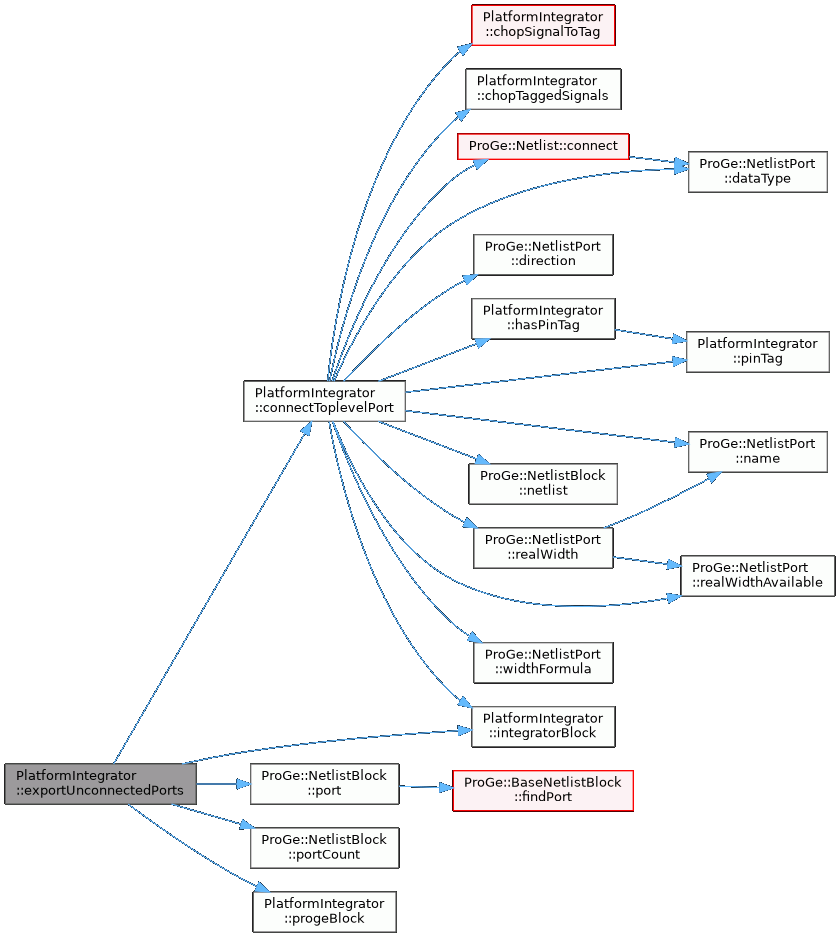 PlatformIntegrator
::chopSignalToTag
PlatformIntegrator
::chopTaggedSignals
ProGe::Netlist::connect
ProGe::NetlistPort
::dataType
ProGe::NetlistPort
::direction
PlatformIntegrator
::hasPinTag
PlatformIntegrator
::pinTag
PlatformIntegrator
::connectToplevelPort
ProGe::NetlistPort
::name
ProGe::NetlistBlock
::netlist
ProGe::NetlistPort
::realWidth
ProGe::NetlistPort
::realWidthAvailable
ProGe::NetlistPort
::widthFormula
PlatformIntegrator
::integratorBlock
PlatformIntegrator
::exportUnconnectedPorts
ProGe::NetlistBlock
::port
ProGe::BaseNetlistBlock
::findPort
ProGe::NetlistBlock
::portCount
PlatformIntegrator
::progeBlock